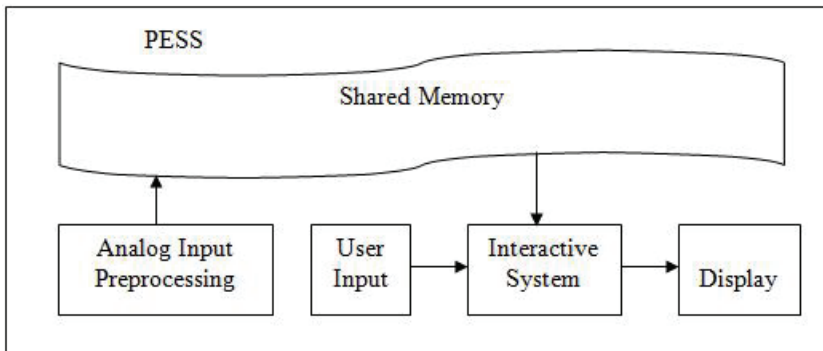 PESS
Shared Memory
Analog Input
Preprocessing
User
Input
Interactive
System
Display